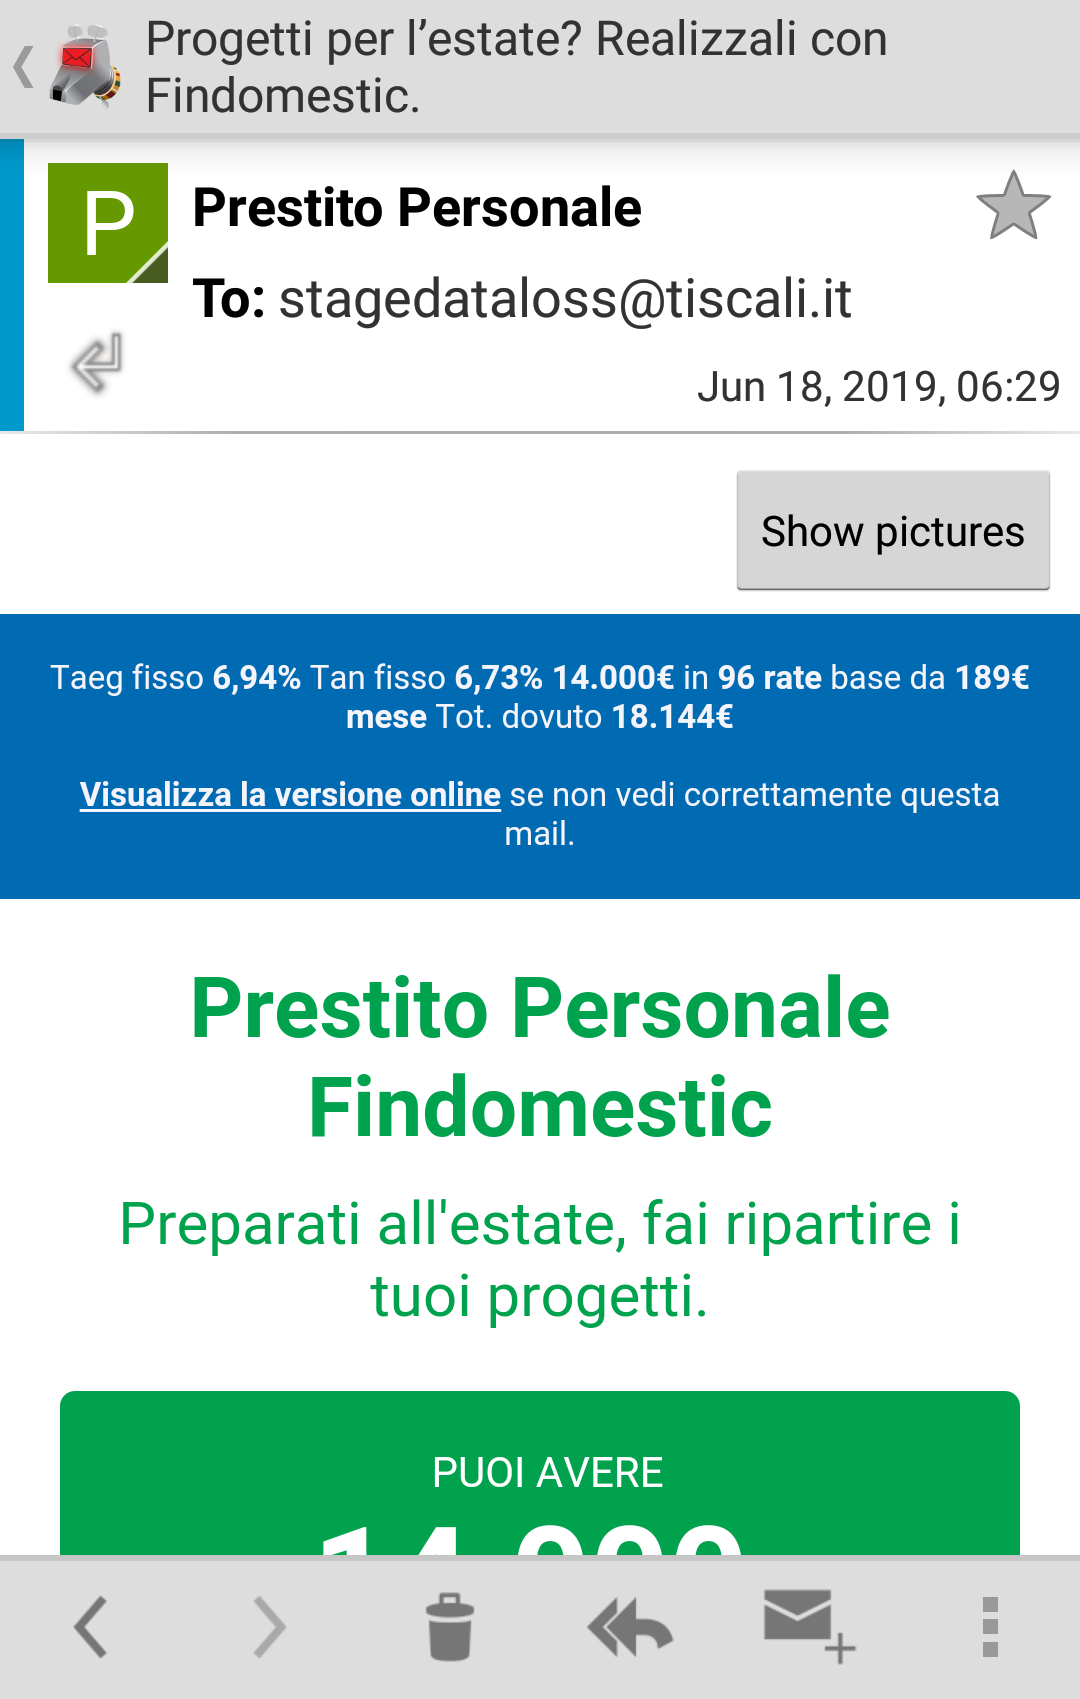 Progetti per l’estate? Realizzali con
Findomestic.
P
Prestito Personale
To: stagedataloss@tiscali.it
Jun 18, 2019, 06:29
Show pictures
Taeg fisso 6,94% Tan fisso 6,73% 14.000€ in 96 rate base da 189€
mese Tot. dovuto 18.144€
Visualizza la versione online se non vedi correttamente questa
mail.
Prestito Personale
Findomestic
Preparati all'estate, fai ripartire i
tuoi progetti.
PUOI AVERE
14.000